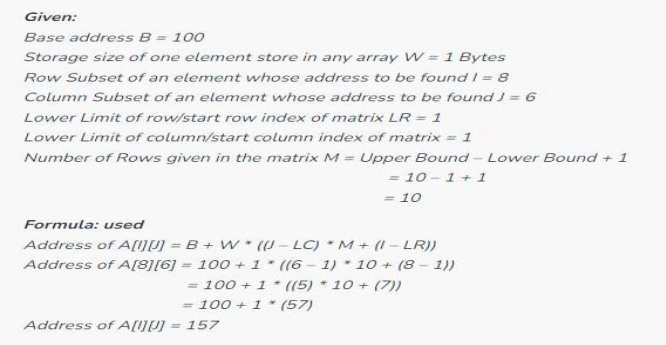 Given:
Base address B = 100
Storage size of one element store in any array W = 1 Bytes
Row Subset of an element whose address to be found I = 8
Column Subset of an element whose address to be found J = 6
Lower Limit of row/start row index of matrix LR = 1
Lower Limit of column/start column index of matrix = 1
Number of Rows given in the matrix M = Upper Bound – Lower Bound + 1
= 10 – 1 + 1
= 10
Formula: used
Address of A[I][J] = B + W * ((J – LC) * M + (I – LR))
Address of A[8][6] = 100 + 1 * ((6 – 1) * 10 + (8 – 1))
= 100 + 1 * ((5) * 10 + (7))
= 100 + 1 * (57)
Address of A[I][J] = 157